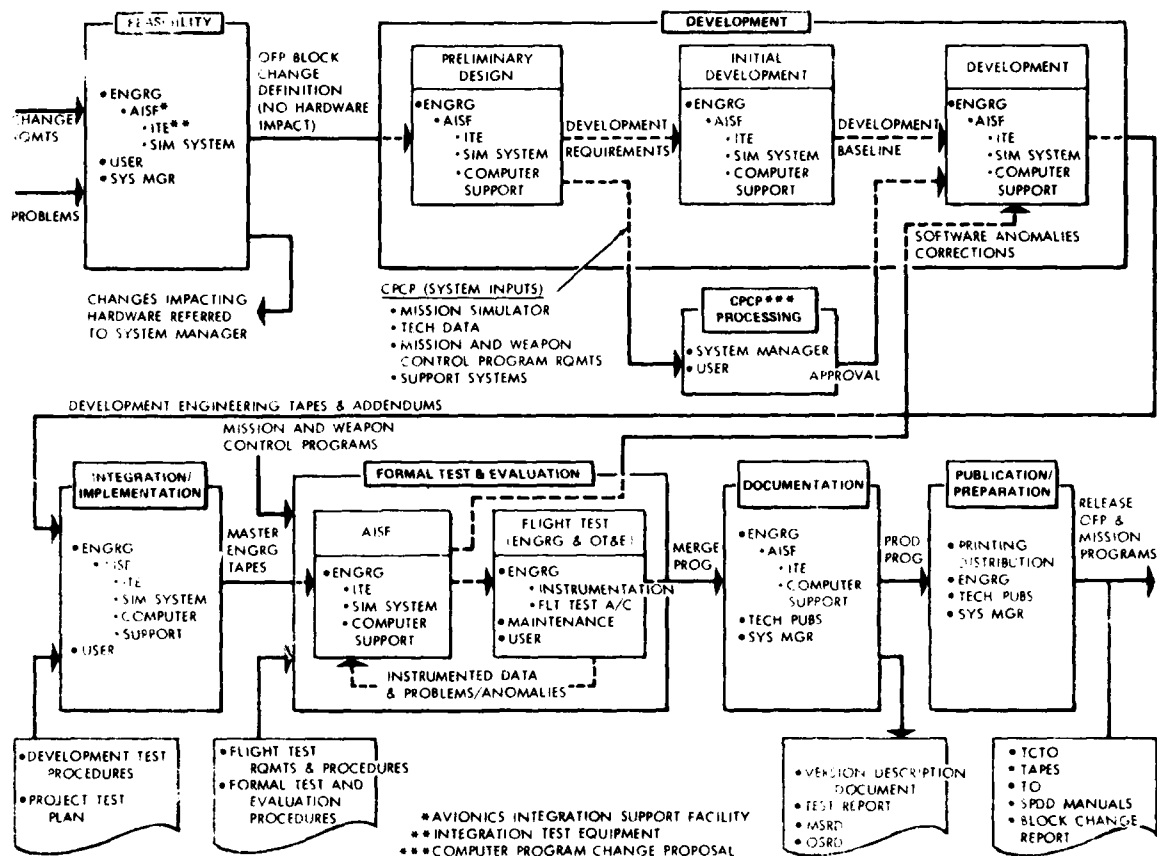 FEASIBILITY
CHANGE
RQMTS
PROBLEMS
• ENGRG
• AISF*
• ITE**
• SIM SYSTEM
• USER
• SYS MGR
OFP BLOCK
CHANGE
DEFINITION
(NO HARDWARE
IMPACT)
CHANGES IMPACTING
HARDWARE REFERRED
TO SYSTEM MANAGER
DEVELOPMENT
PRELIMINARY
DESIGN
• ENGRG
• AISF
• ITE
• SIM SYSTEM
• COMPUTER
SUPPORT
DEVELOPMENT
REQUIREMENTS
INITIAL
DEVELOPMENT
• ENGRG
• AISF
• ITE
• SIM SYSTEM
• COMPUTER
SUPPORT
DEVELOPMENT
BASELINE
DEVELOPMENT
• ENGRG
• AISF
• ITE
• SIM SYSTEM
• COMPUTER
SUPPORT
SOFTWARE ANOMALIES
CORRECTIONS
CPCP (SYSTEM INPUTS)
• MISSION SIMULATOR
• TECH DATA
• MISSION AND WEAPON
CONTROL PROGRAM RQMTS
• SUPPORT SYSTEMS
CPCP***
PROCESSING
• SYSTEM MANAGER
• USER
APPROVAL
DEVELOPMENT ENGINEERING TAPES & ADDENDUMS
MISSION AND WEAPON
CONTROL PROGRAMS
INTEGRATION/
IMPLEMENTATION
• ENGRG
• AISF
• ITE
• SIM SYSTEM
• COMPUTER
• SUPPORT
• USER
MASTER
ENGRG
TAPES
FORMAL TEST & EVALUATION
AISF
• ENGRG
• ITE
• SIM SYSTEM
• COMPUTER
SUPPORT
FLIGHT TEST
(ENGRG & OT&E)
• ENGRG
• INSTRUMENTATION
• FLT TEST A/C
• MAINTENANCE
• USER
INSTRUMENTED DATA
& PROBLEMS/ANOMALIES
MERGE
PROG
DOCUMENTATION
• ENGRG
• AISF
• ITE
• COMPUTER
SUPPORT
• TECH PUBS
• SYS MGR
PROD
PROG
PUBLICATION/
PREPARATION
• PRINTING
DISTRIBUTION
• ENGRG
• TECH PUBS
• SYS MGR
RELEASE
OFP &
MISSION
PROGRAMS
• DEVELOPMENT TEST
PROCEDURES
• PROJECT TEST
PLAN
• FLIGHT TEST
RQMTS & PROCEDURES
• FORMAL TEST AND
EVALUATION
PROCEDURES
• VERSION DESCRIPTION
DOCUMENT
• TEST REPORT
• MSRD
• OSRD
• TCTO
• TAPES
• TO
• SPDD MANUALS
• BLOCK CHANGE
REPORT
*AVIONICS INTEGRATION SUPPORT FACILITY
**INTEGRATION TEST EQUIPMENT
***COMPUTER PROGRAM CHANGE PROPOSAL